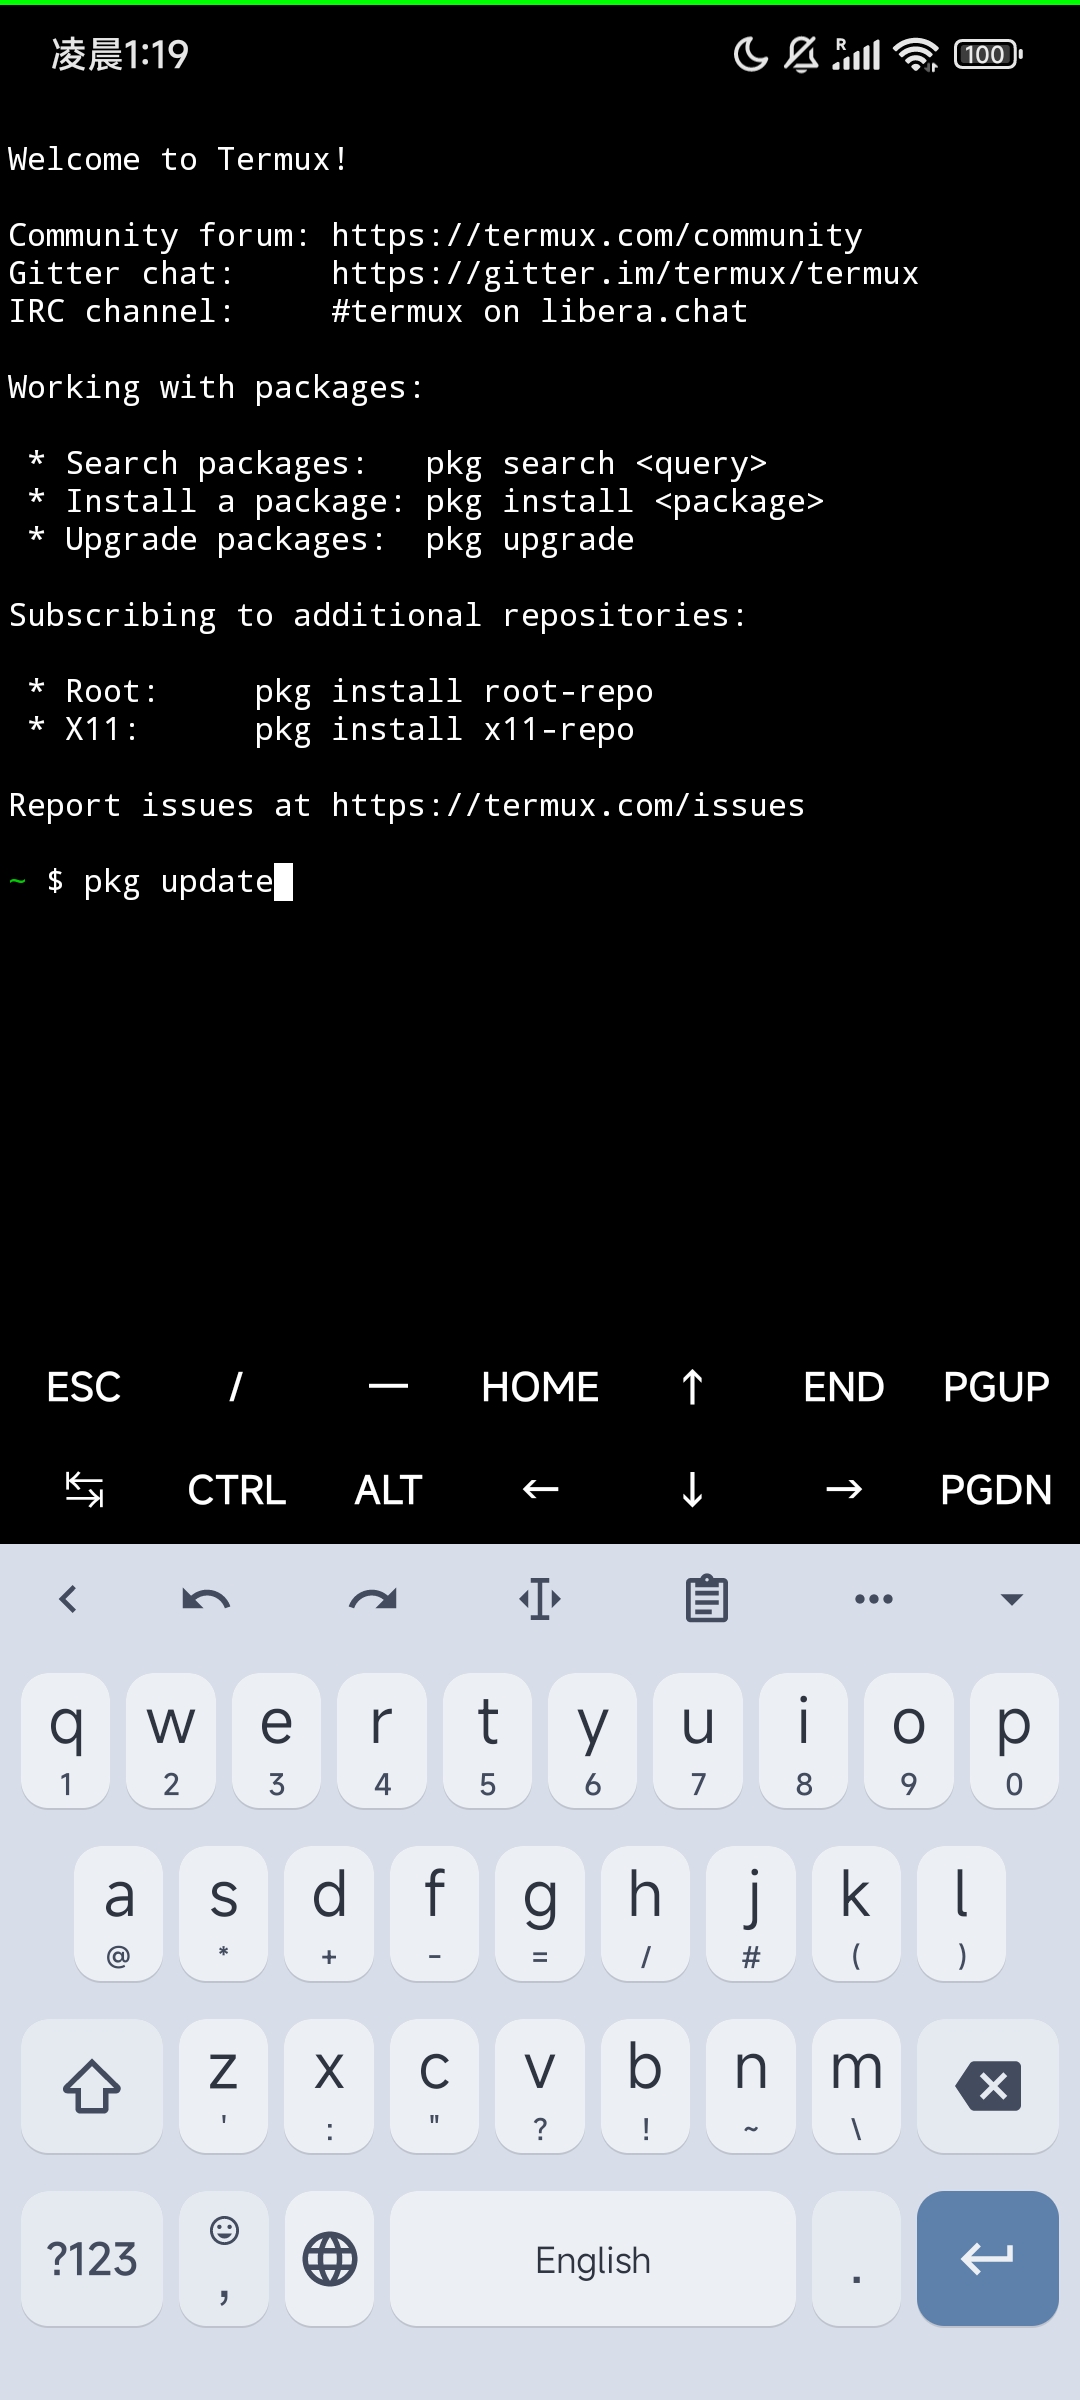 凌晨1:19
R
100
Welcome to Termux!
Community forum: https://termux.com/community
Gitter chat:     https://gitter.im/termux/termux
IRC channel:     #termux on libera.chat
Working with packages:
 * Search packages:   pkg search <query>
 * Install a package: pkg install <package>
 * Upgrade packages:  pkg upgrade
Subscribing to additional repositories:
 * Root:     pkg install root-repo
 * X11:      pkg install x11-repo
Report issues at https://termux.com/issues
~ $ pkg update
ESC / — HOME ↑ END PGUP
↹ CTRL ALT ← ↓ → PGDN
q w e r t y u i o p
1 2 3 4 5 6 7 8 9 0
a s d f g h j k l
@ * + - = / # ( )
z x c v b n m
' : " ? ! ~ \
?123 , English .